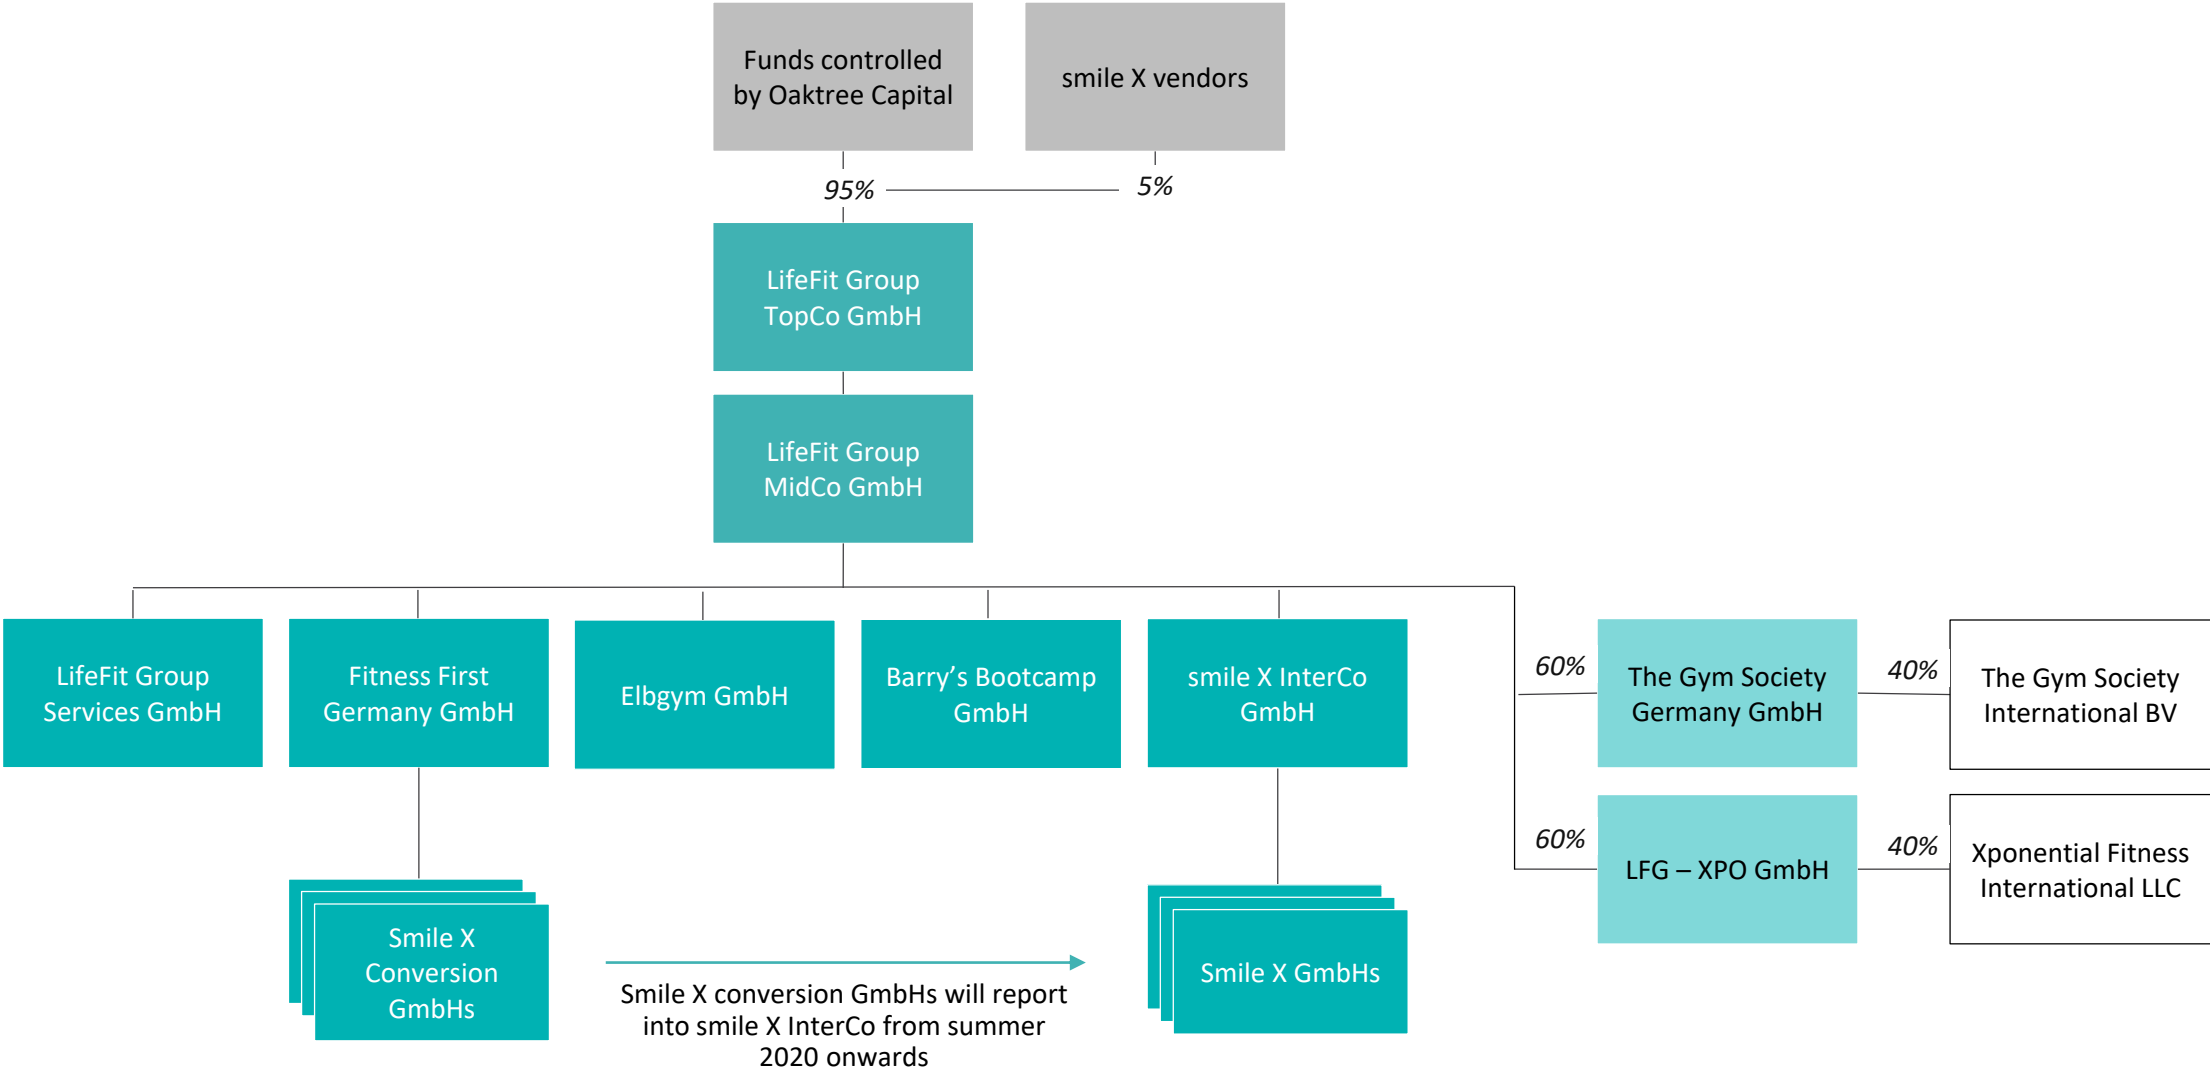 Funds controlled
by Oaktree Capital
smile X vendors
95%
5%
LifeFit Group
TopCo GmbH
LifeFit Group
MidCo GmbH
LifeFit Group
Services GmbH
Fitness First
Germany GmbH
Elbgym GmbH
Barry’s Bootcamp
GmbH
smile X InterCo
GmbH
60%
The Gym Society
Germany GmbH
40%
The Gym Society
International BV
60%
LFG – XPO GmbH
40%
Xponential Fitness
International LLC
Smile X
Conversion
GmbHs
Smile X conversion GmbHs will report
into smile X InterCo from summer
2020 onwards
Smile X GmbHs